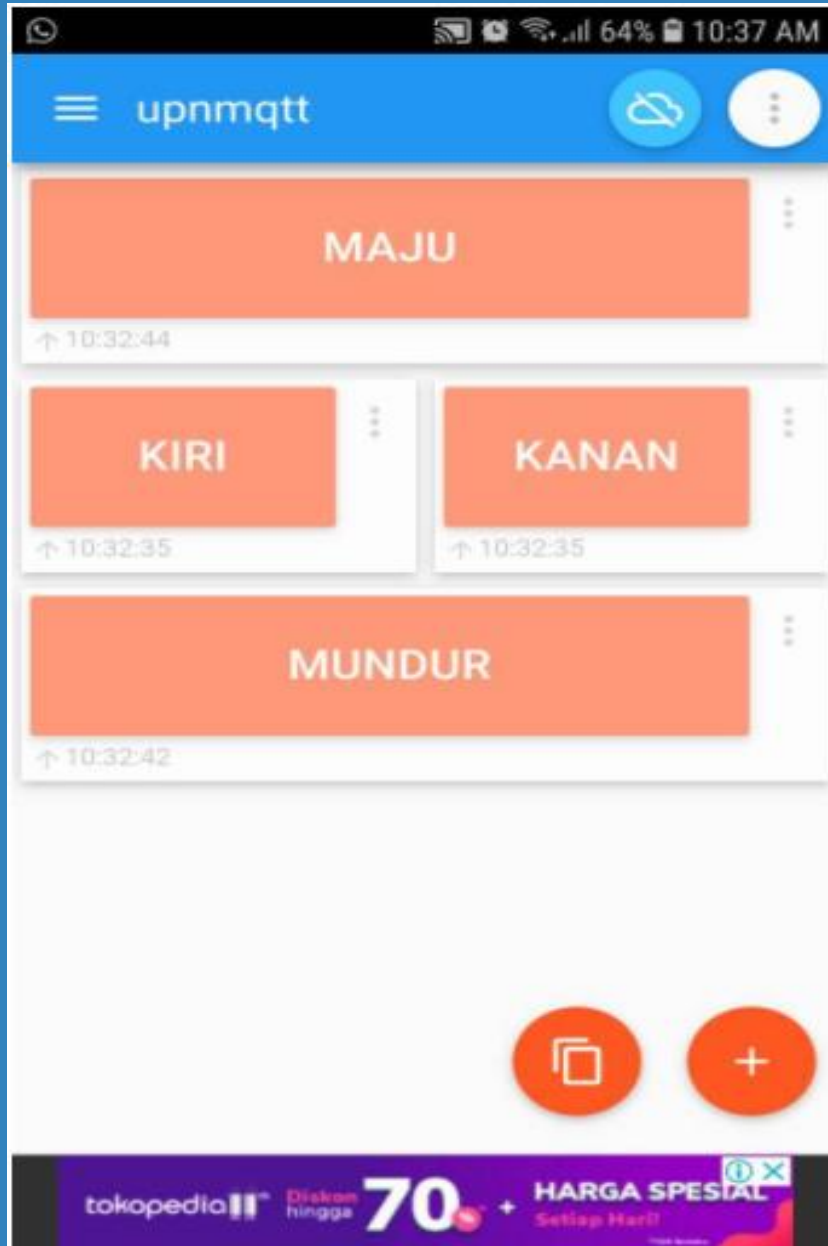 64% 10:37 AM
upnmqtt
MAJU
↑ 10:32:44
KIRI
KANAN
↑ 10:32:35
↑ 10:32:35
MUNDUR
↑ 10:32:42
tokopedia Diskon hingga 70% + HARGA SPESIAL
Setiap Hari!